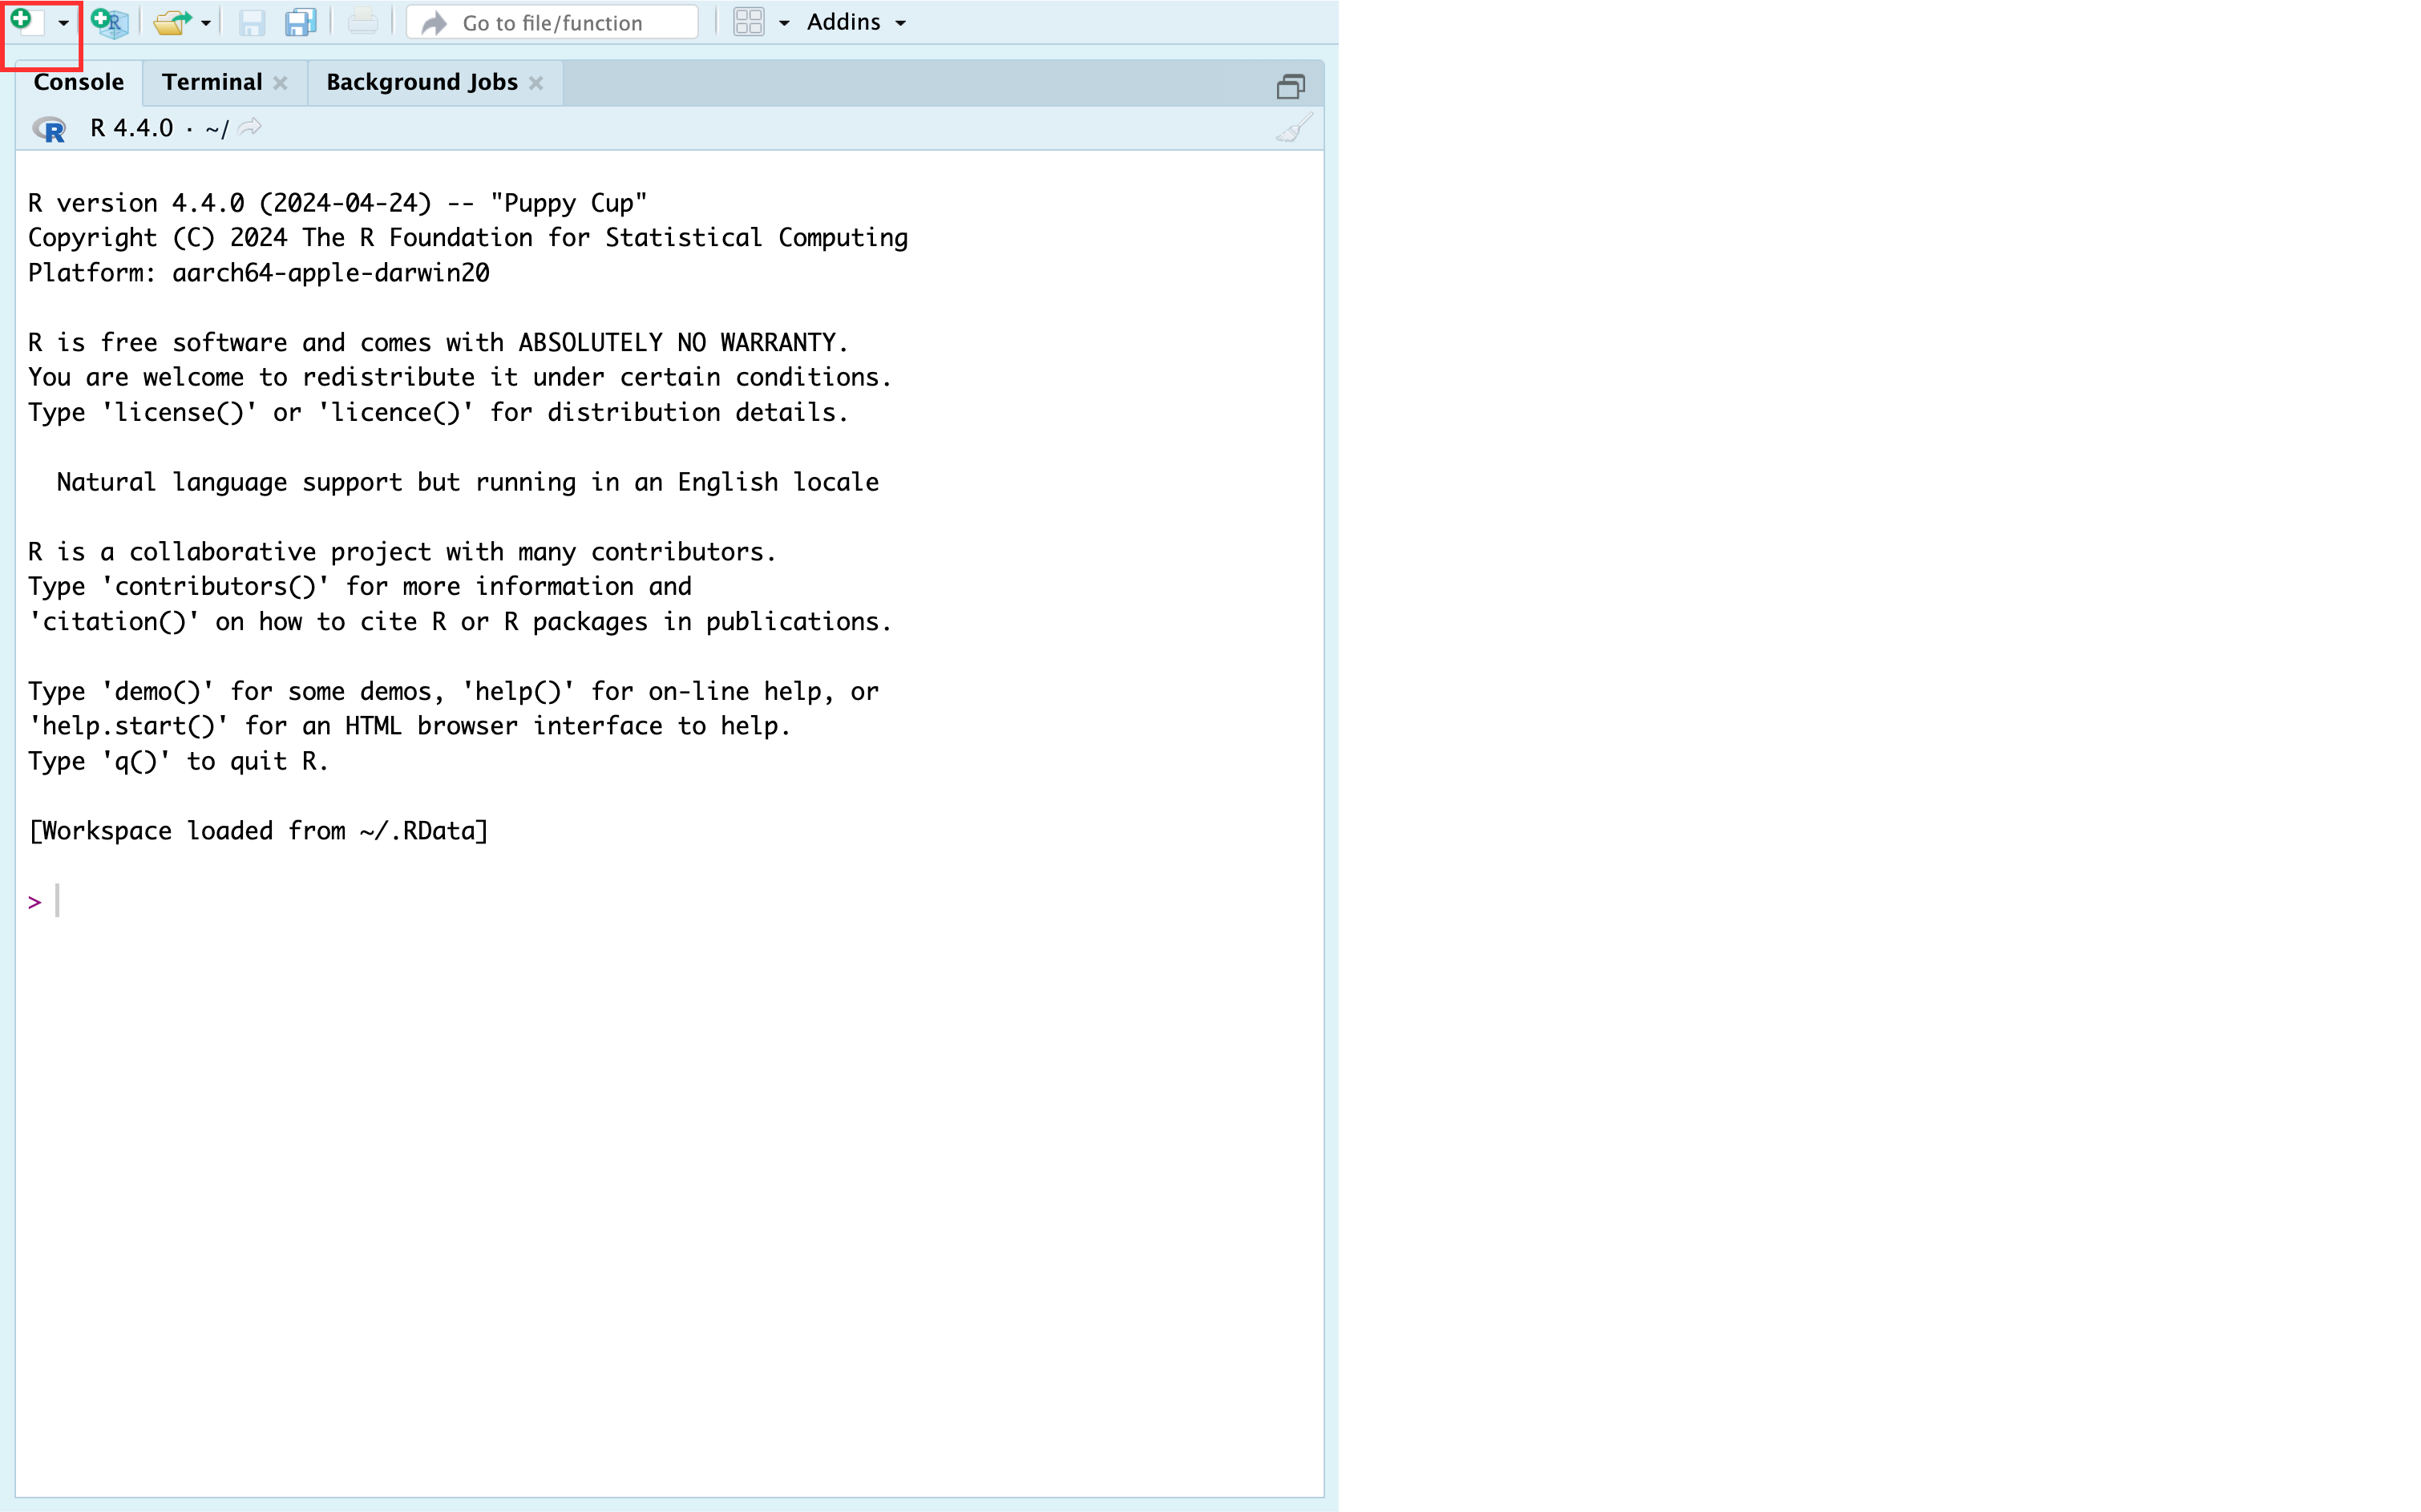 Go to file/function Addins
Console Terminal Background Jobs
R R 4.4.0 · ~/
R version 4.4.0 (2024-04-24) -- "Puppy Cup"
Copyright (C) 2024 The R Foundation for Statistical Computing
Platform: aarch64-apple-darwin20
R is free software and comes with ABSOLUTELY NO WARRANTY.
You are welcome to redistribute it under certain conditions.
Type 'license()' or 'licence()' for distribution details.
Natural language support but running in an English locale
R is a collaborative project with many contributors.
Type 'contributors()' for more information and
'citation()' on how to cite R or R packages in publications.
Type 'demo()' for some demos, 'help()' for on-line help, or
'help.start()' for an HTML browser interface to help.
Type 'q()' to quit R.
[Workspace loaded from ~/.RData]
>